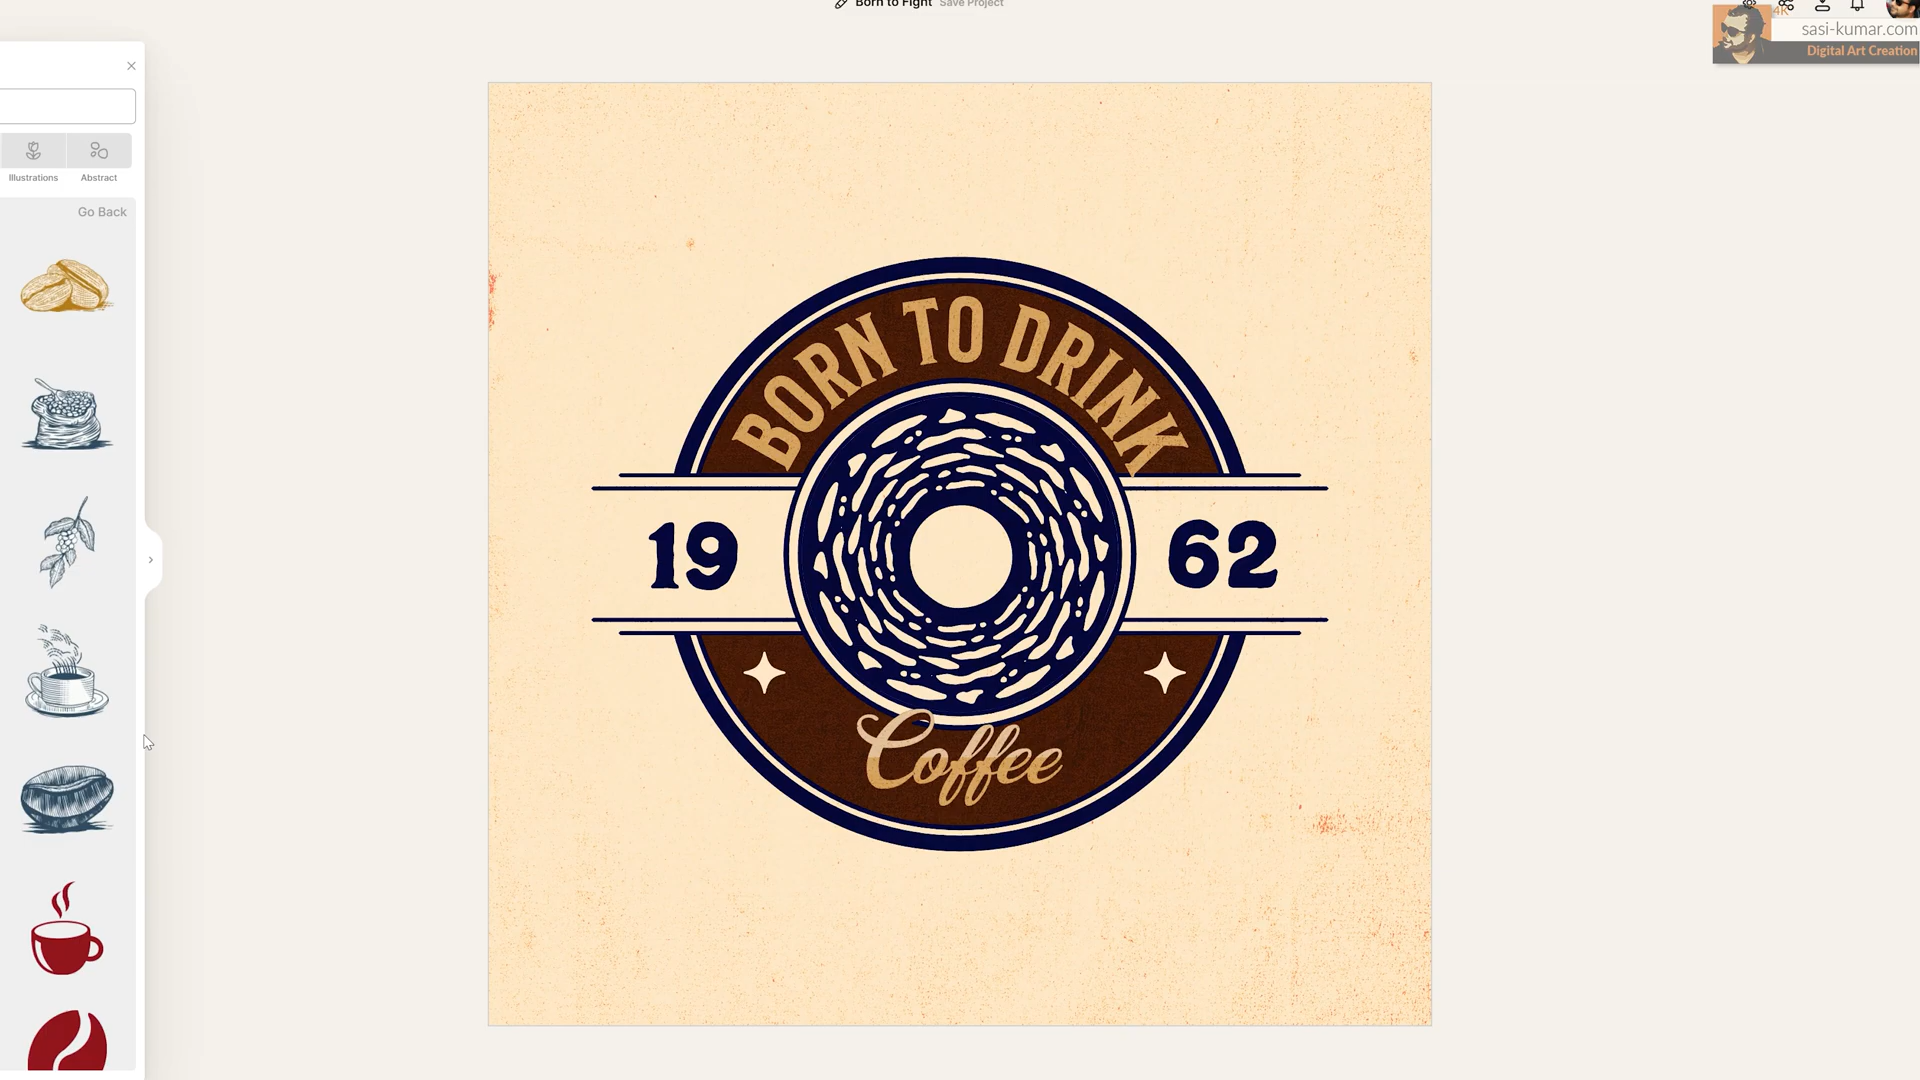 Born to Fight Save Project
4K
sasi-kumar.com
Digital Art Creation
Illustrations Abstract
Go Back
BORN TO DRINK
19 62
Coffee